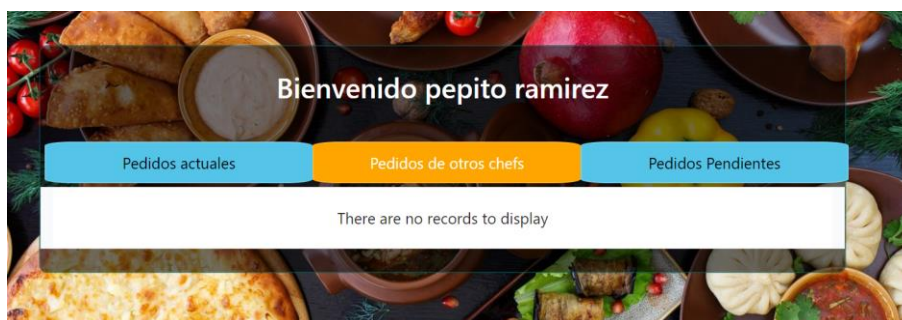 Bienvenido pepito ramirez
Pedidos actuales
Pedidos de otros chefs
Pedidos Pendientes
There are no records to display